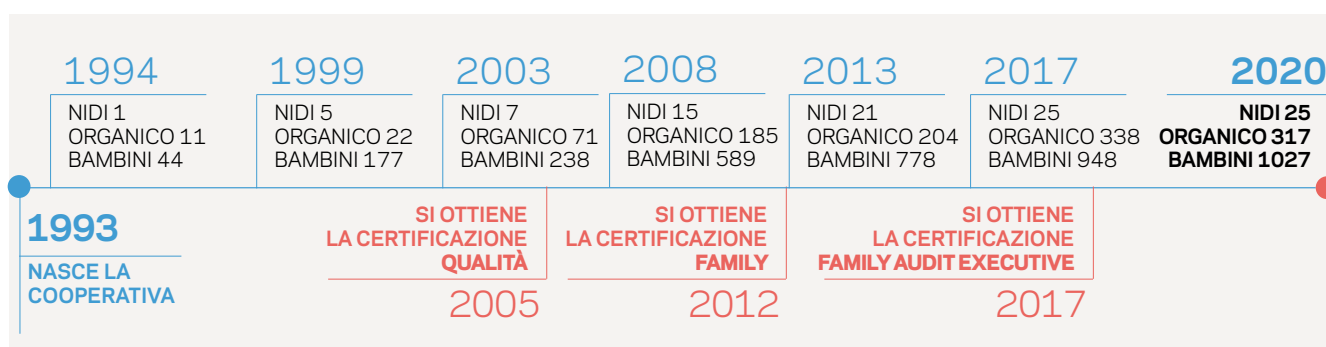 1994
NIDI 1
ORGANICO 11
BAMBINI 44
1999
NIDI 5
ORGANICO 22
BAMBINI 177
2003
NIDI 7
ORGANICO 71
BAMBINI 238
2008
NIDI 15
ORGANICO 185
BAMBINI 589
2013
NIDI 21
ORGANICO 204
BAMBINI 778
2017
NIDI 25
ORGANICO 338
BAMBINI 948
2020
NIDI 25
ORGANICO 317
BAMBINI 1027
1993
NASCE LA
COOPERATIVA
SI OTTIENE
LA CERTIFICAZIONE
QUALITÀ
2005
SI OTTIENE
LA CERTIFICAZIONE
FAMILY
2012
SI OTTIENE
LA CERTIFICAZIONE
FAMILY AUDIT EXECUTIVE
2017